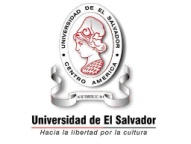 UNIVERSIDAD DE EL SALVADOR
CENTRO AMERICA
Universidad de El Salvador
Hacia la libertad por la cultura